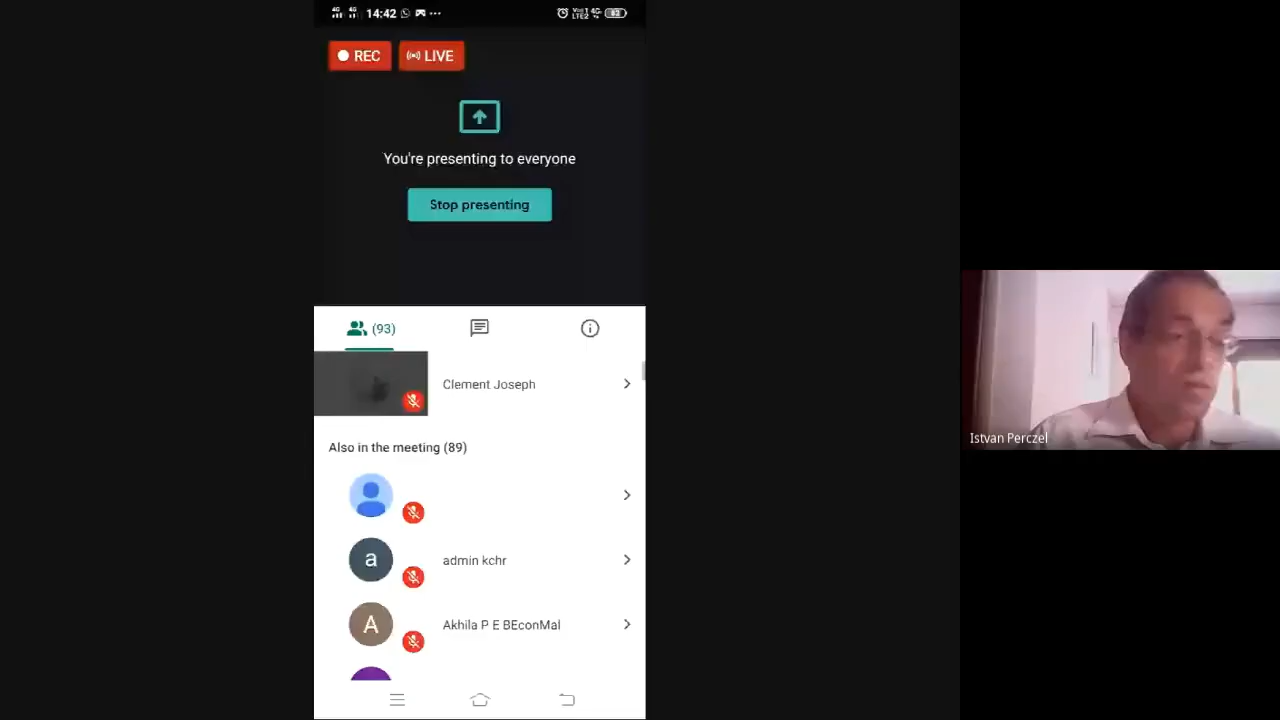 14:42
REC
LIVE
You're presenting to everyone
Stop presenting
(93)
Clement Joseph
Also in the meeting (89)
a
admin kchr
A
Akhila P E BEconMal
Istvan Perczel